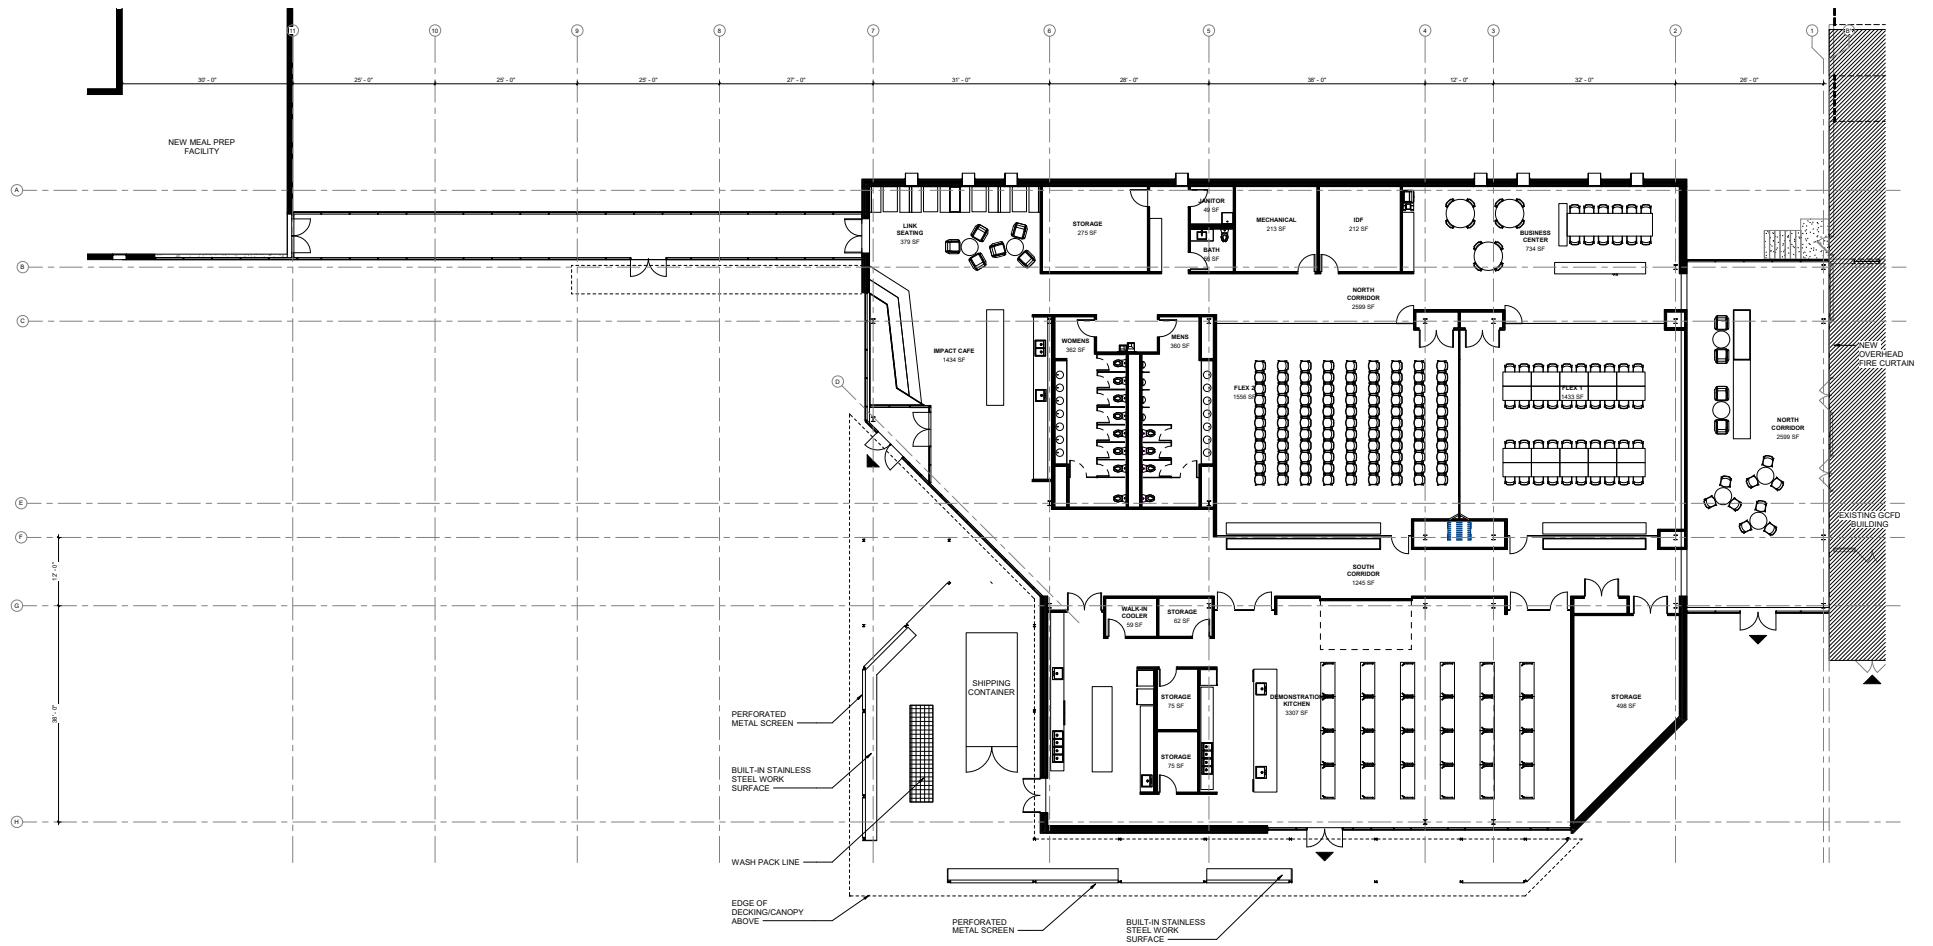 11
10
9
8
7
6
5
4
3
2
1
30' - 0"
25' - 0"
25' - 0"
25' - 0"
27' - 0"
31' - 0"
28' - 0"
38' - 0"
12' - 0"
32' - 0"
26' - 0"
NEW MEAL PREP
FACILITY
A
B
C
D
E
F
G
H
12' - 0"
38' - 0"
LINK
SEATING
379 SF
STORAGE
275 SF
JANITOR
49 SF
BATH
MECHANICAL
213 SF
IDF
212 SF
BUSINESS
CENTER
734 SF
NORTH
CORRIDOR
2599 SF
IMPACT CAFE
1434 SF
WOMENS
362 SF
MENS
360 SF
FLEX 2
1556 SF
FLEX 1
1433 SF
NEW
OVERHEAD
FIRE CURTAIN
NORTH
CORRIDOR
2599 SF
EXISTING GCFD
BUILDING
SOUTH
CORRIDOR
1245 SF
WALK-IN
COOLER
59 SF
STORAGE
62 SF
SHIPPING
CONTAINER
STORAGE
75 SF
STORAGE
75 SF
DEMONSTRATION
KITCHEN
3307 SF
STORAGE
498 SF
PERFORATED
METAL SCREEN
BUILT-IN STAINLESS
STEEL WORK
SURFACE
WASH PACK LINE
EDGE OF
DECKING/CANOPY
ABOVE
PERFORATED
METAL SCREEN
BUILT-IN STAINLESS
STEEL WORK
SURFACE